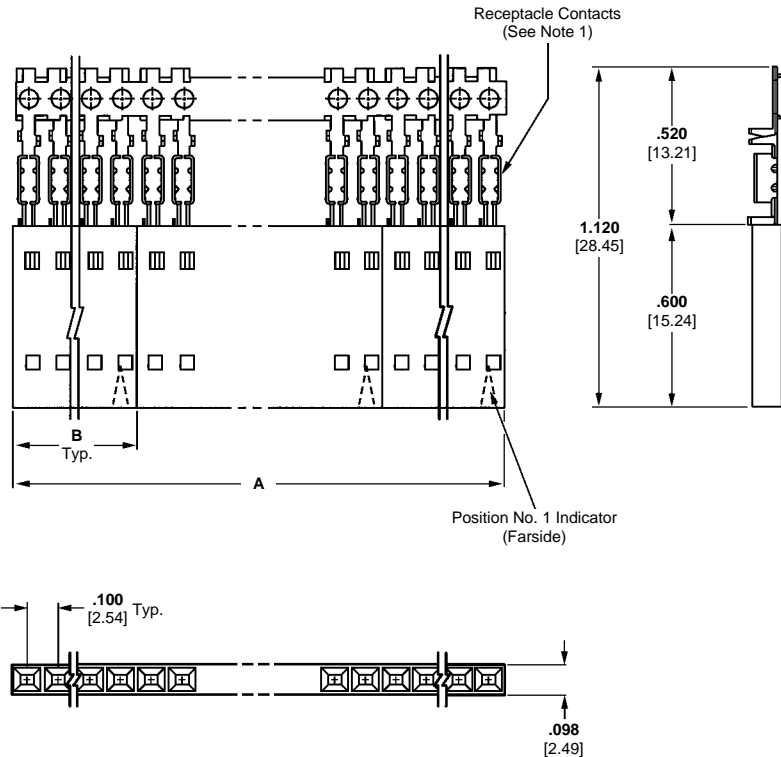 Receptacle Contacts
(See Note 1)
.520
[13.21]
1.120
[28.45]
.600
[15.24]
B
Typ.
A
Position No. 1 Indicator
(Farside)
.100
[2.54] Typ.
.098
[2.49]